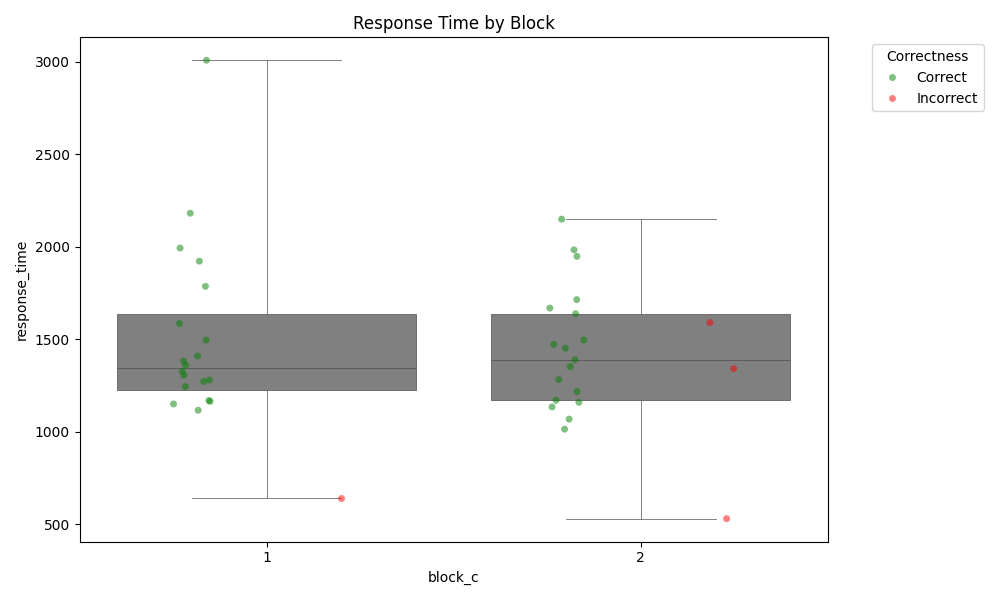 Response Time by Block
Correctness
Correct
Incorrect
response_time
3000
2500
2000
1500
1000
500
1
2
block_c